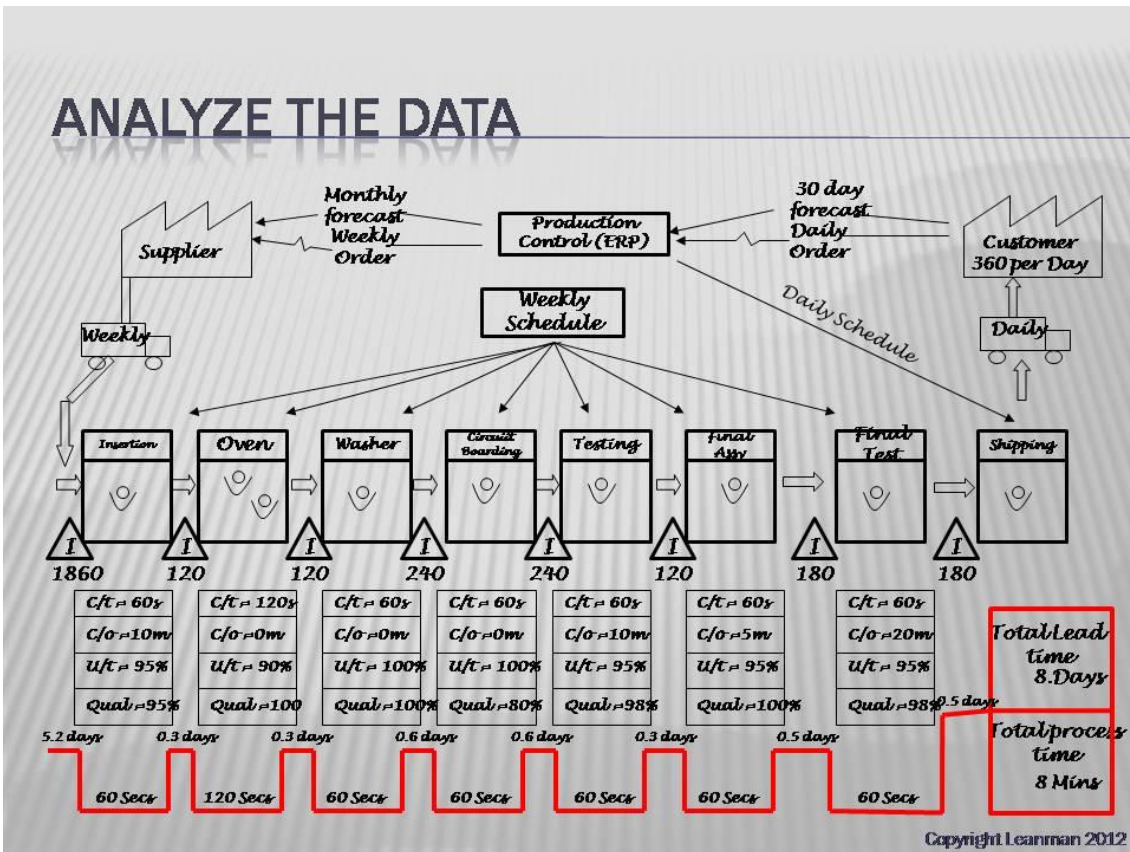 ANALYZE THE DATA
Monthly
forecast
Weekly
Order
30 day
forecast
Daily
Order
Production
Control (ERP)
Supplier
Customer
360 per Day
Weekly
Schedule
Daily Schedule
Weekly
Daily
Insertion
Oven
Washer
Circuit
Boarding
Testing
Final
Assy
Final
Test
Shipping
I I I I I I I I
1860 120 120 240 240 120 180 180
C/t = 60s C/t = 120s C/t = 60s C/t = 60s C/t = 60s C/t = 60s C/t = 60s
C/o =10m C/o =0m C/o =0m C/o =0m C/o =10m C/o =5m C/o =20m
U/t = 95% U/t = 90% U/t = 100% U/t = 100% U/t = 95% U/t = 95% U/t = 95%
Qual =95% Qual =100 Qual =100% Qual =80% Qual =98% Qual =100% Qual =98%
5.2 days 0.3 days 0.3 days 0.6 days 0.6 days 0.3 days 0.5 days 0.5 days
60 Secs 120 Secs 60 Secs 60 Secs 60 Secs 60 Secs 60 Secs
Total Lead
time
8.Days
Total process
time
8 Mins
Copyright Leanman 2012